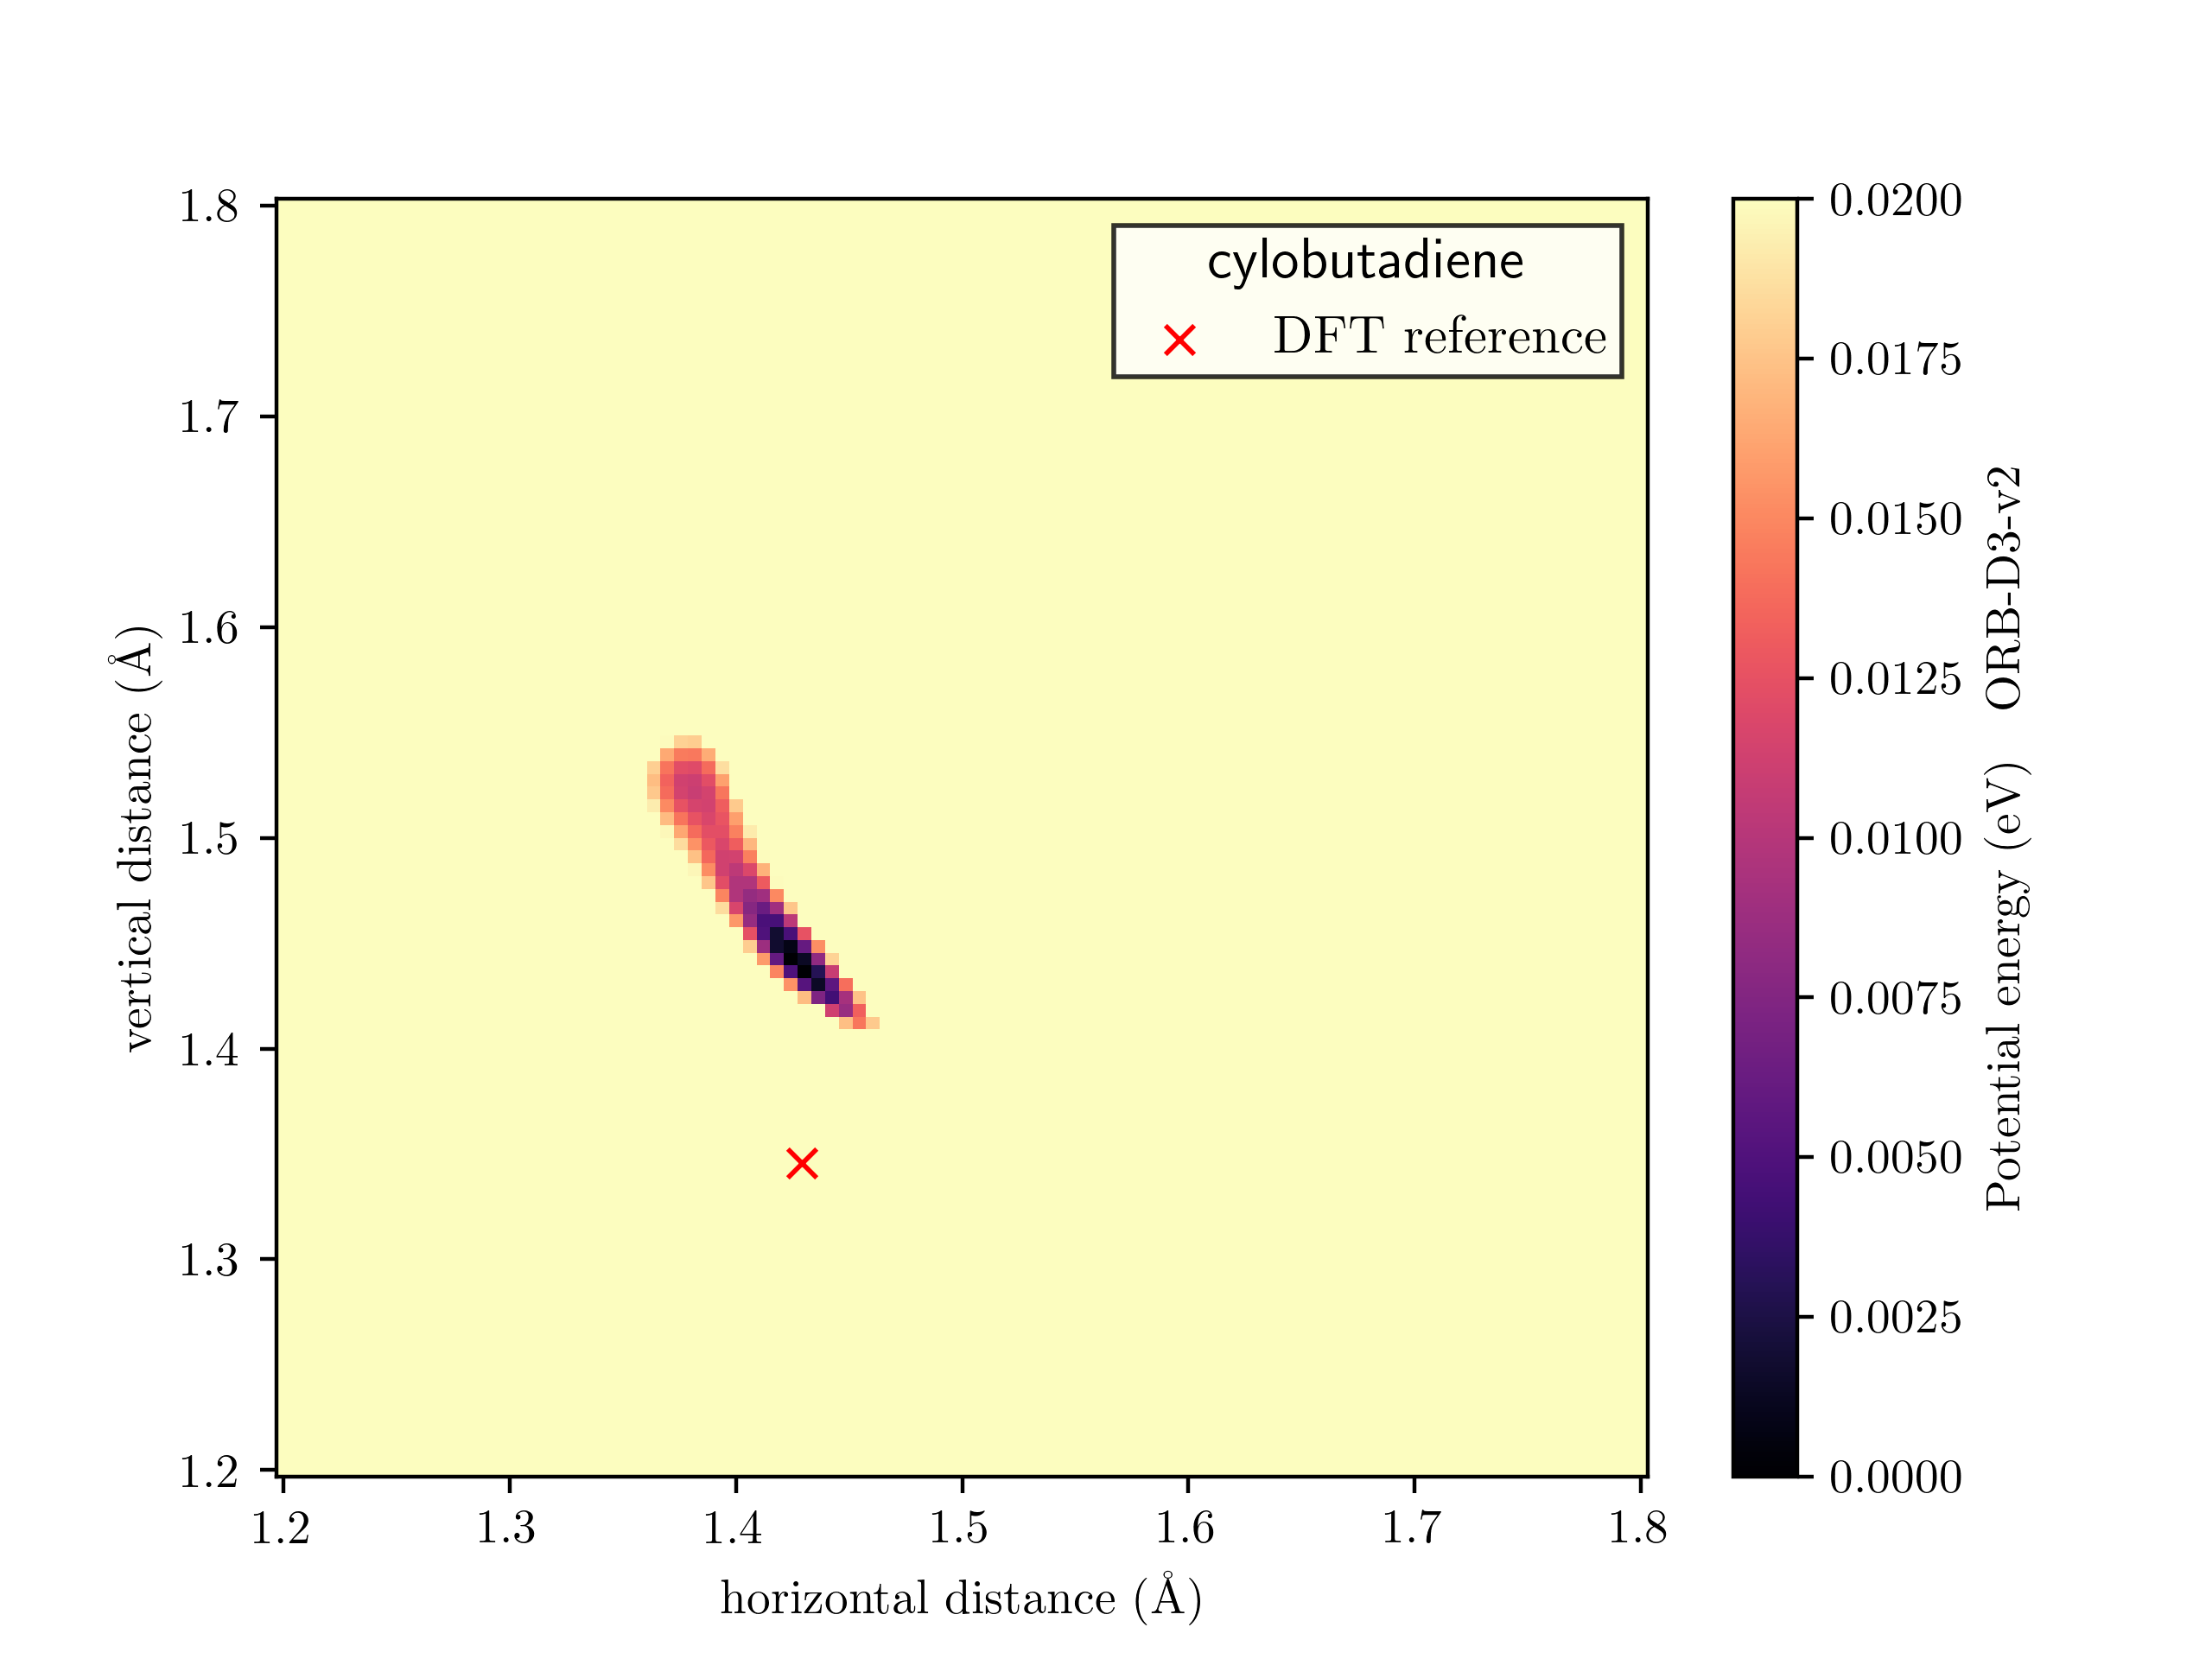 cylobutadiene
DFT reference
1.8
1.7
1.6
1.5
1.4
1.3
1.2
vertical distance (Å)
1.2 1.3 1.4 1.5 1.6 1.7 1.8
horizontal distance (Å)
0.0200
0.0175
0.0150
0.0125
0.0100
0.0075
0.0050
0.0025
0.0000
Potential energy (eV) ORB-D3-v2